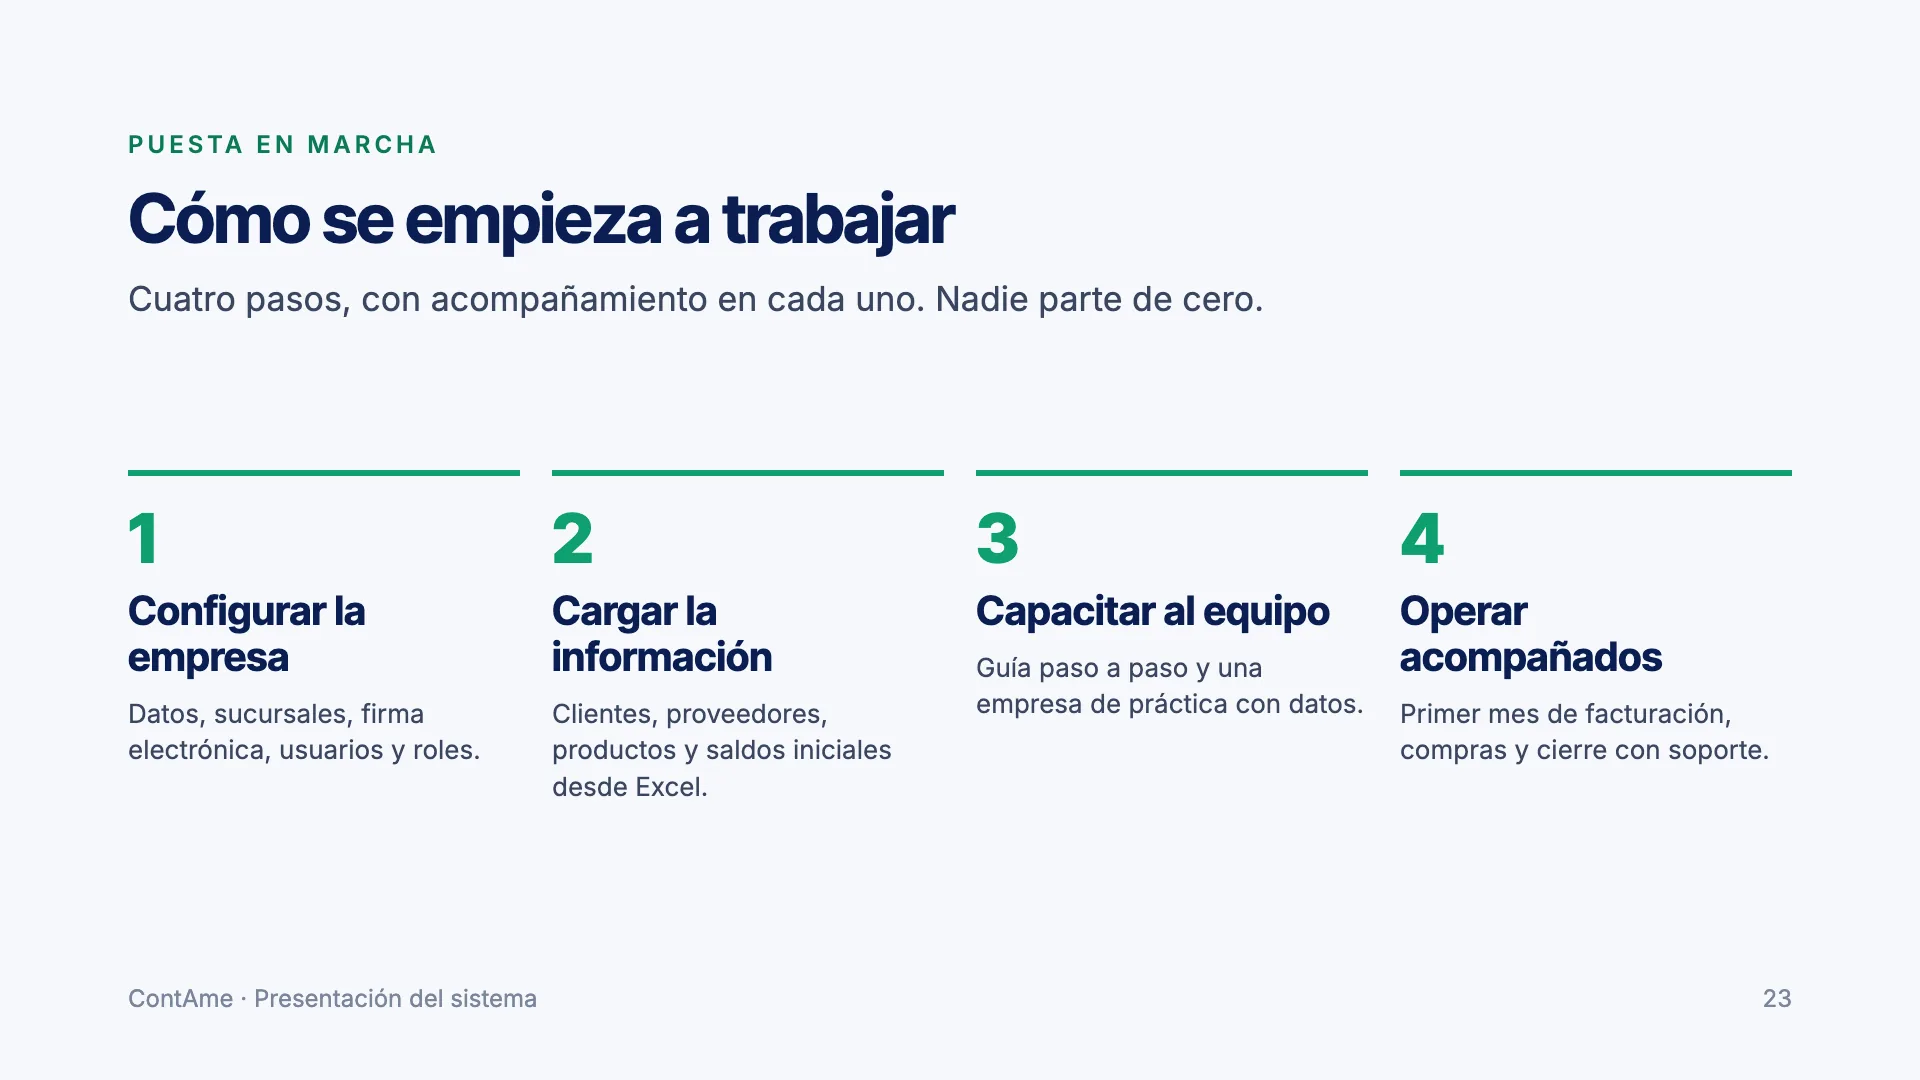 PUESTA EN MARCHA
Cómo se empieza a trabajar
Cuatro pasos, con acompañamiento en cada uno. Nadie parte de cero.
1
Configurar la
empresa
Datos, sucursales, firma
electrónica, usuarios y roles.
2
Cargar la
información
Clientes, proveedores,
productos y saldos iniciales
desde Excel.
3
Capacitar al equipo
Guía paso a paso y una
empresa de práctica con datos.
4
Operar
acompañados
Primer mes de facturación,
compras y cierre con soporte.
ContAme · Presentación del sistema
23